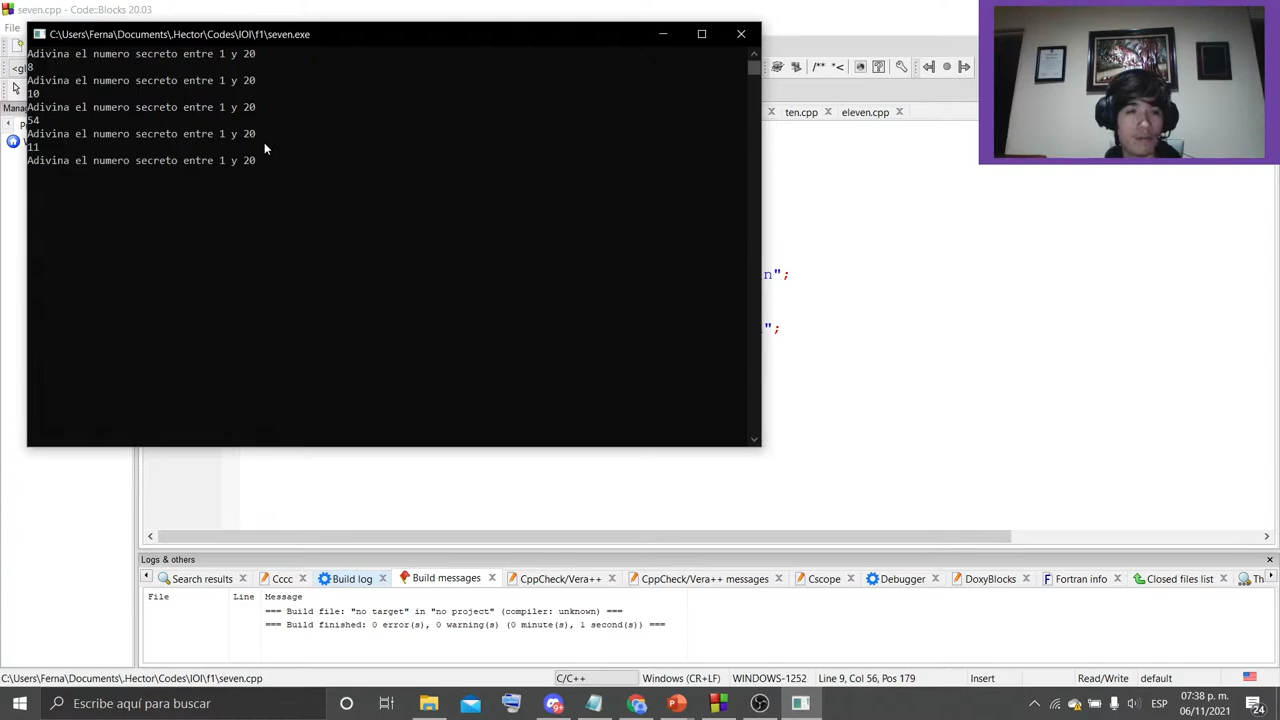 seven.cpp - Code::Blocks 20.03
File
C:\Users\Ferna\Documents\.Hector\Codes\IOI\f1\seven.exe
Adivina el numero secreto entre 1 y 20
8
Adivina el numero secreto entre 1 y 20
10
Adivina el numero secreto entre 1 y 20
54
Adivina el numero secreto entre 1 y 20
11
Adivina el numero secreto entre 1 y 20
<gl
/** *<
Mana
ten.cpp eleven.cpp
n";
";
Logs & others
Search results Cccc Build log Build messages CppCheck/Vera++ CppCheck/Vera++ messages Cscope Debugger DoxyBlocks Fortran info Closed files list Th
File Line Message
=== Build file: "no target" in "no project" (compiler: unknown) ===
=== Build finished: 0 error(s), 0 warning(s) (0 minute(s), 1 second(s)) ===
C:\Users\Ferna\Documents\.Hector\Codes\IOI\f1\seven.cpp C/C++ Windows (CR+LF) WINDOWS-1252 Line 9, Col 56, Pos 179 Insert Read/Write default
Escribe aquí para buscar
ESP
07:38 p. m.
06/11/2021
24